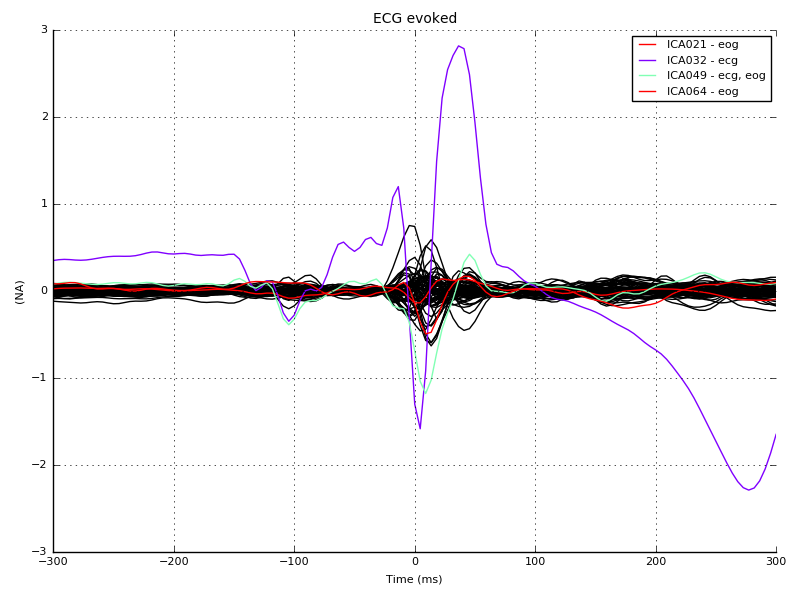 ECG evoked
3
2
1
0
−1
−2
−3
(NA)
ICA021 - eog
ICA032 - ecg
ICA049 - ecg, eog
ICA064 - eog
−300 −200 −100 0 100 200 300
Time (ms)